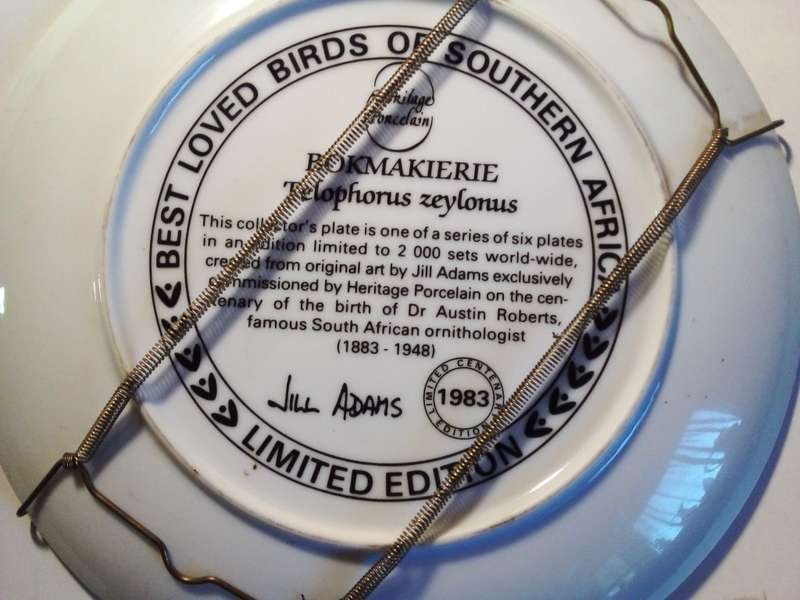 BEST LOVED BIRDS OF SOUTHERN AFRICA
Heritage
Porcelain
BOKMAKIERIE
Telophorus zeylonus
This collector's plate is one of a series of six plates
in an edition limited to 2 000 sets world-wide,
created from original art by Jill Adams exclusively
commissioned by Heritage Porcelain on the cen-
tenary of the birth of Dr Austin Roberts,
famous South African ornithologist
(1883 - 1948)
JILL ADAMS
LIMITED CENTENARY
1983
EDITION
LIMITED EDITION